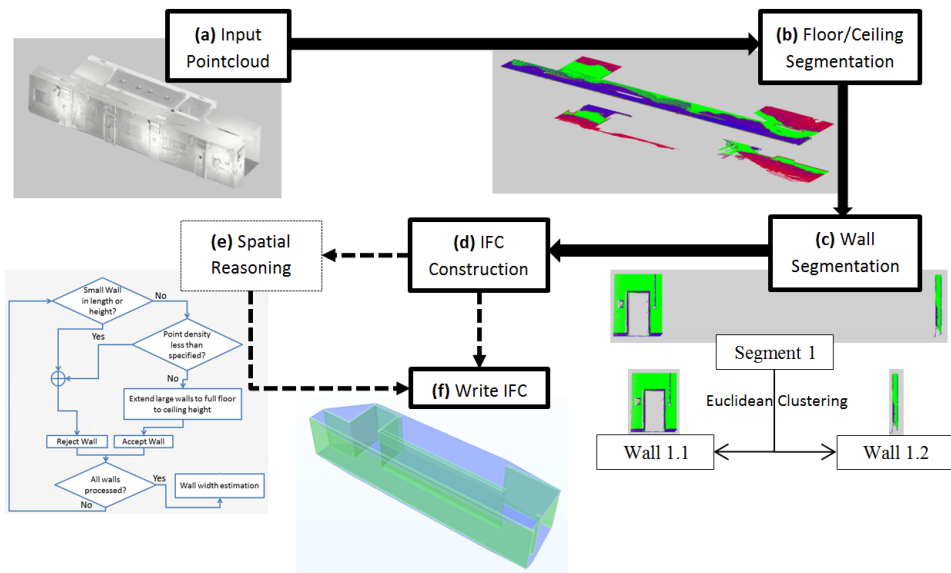 (a) Input
Pointcloud
(b) Floor/Ceiling
Segmentation
(c) Wall
Segmentation
(d) IFC
Construction
(e) Spatial
Reasoning
(f) Write IFC
Small Wall
in length or
height?
No
Yes
Point density
less than
specified?
No
Extend large walls to full floor
to ceiling height
Reject Wall
Accept Wall
All walls
processed?
Yes
No
Wall width estimation
Segment 1
Euclidean Clustering
Wall 1.1
Wall 1.2